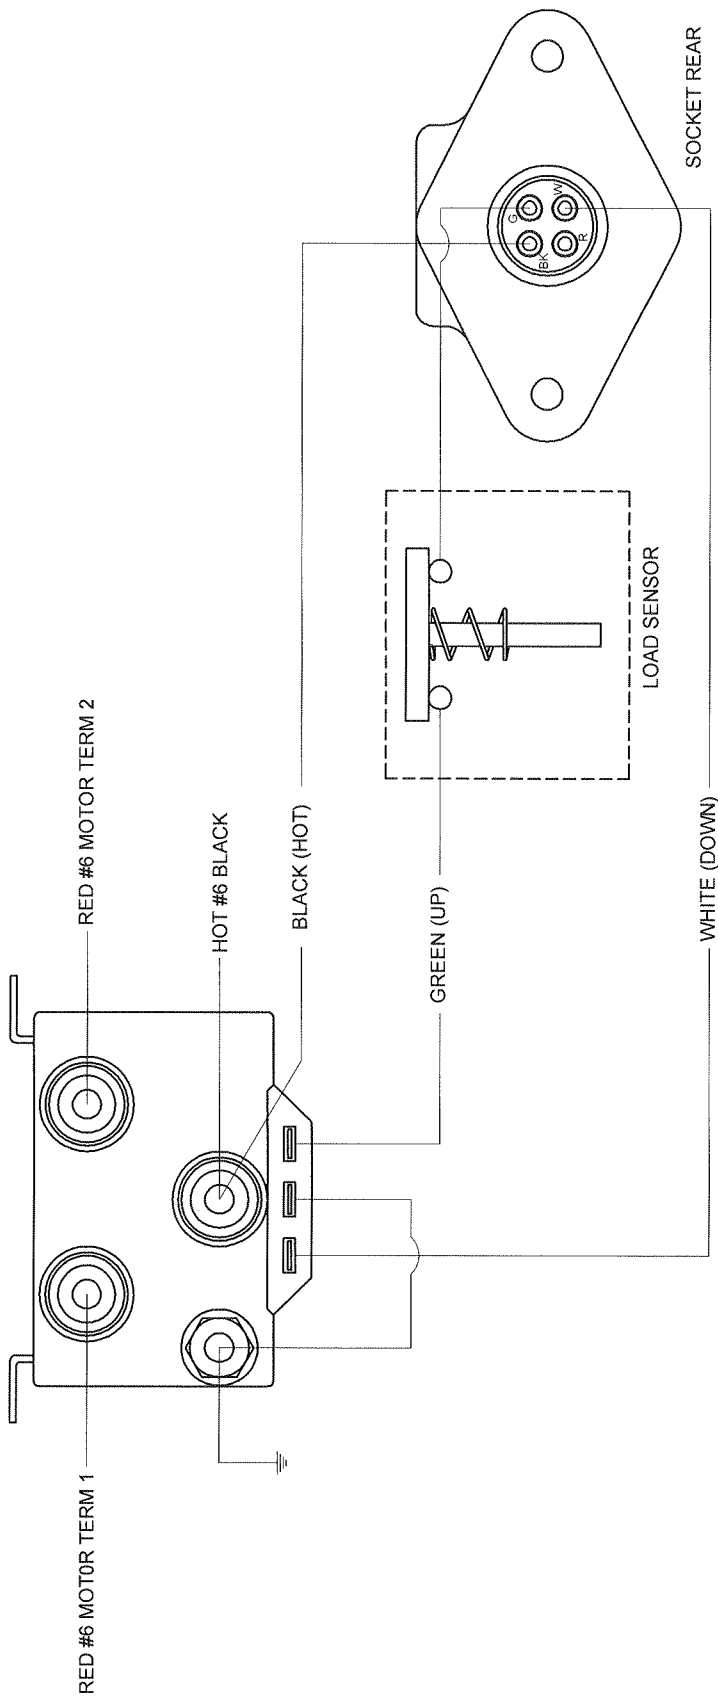 RED #6 MOT0R TERM 1
RED #6 MOTOR TERM 2
HOT #6 BLACK
BLACK (HOT)
GREEN (UP)
G
BK
W
R
LOAD SENSOR
SOCKET REAR
WHITE (DOWN)